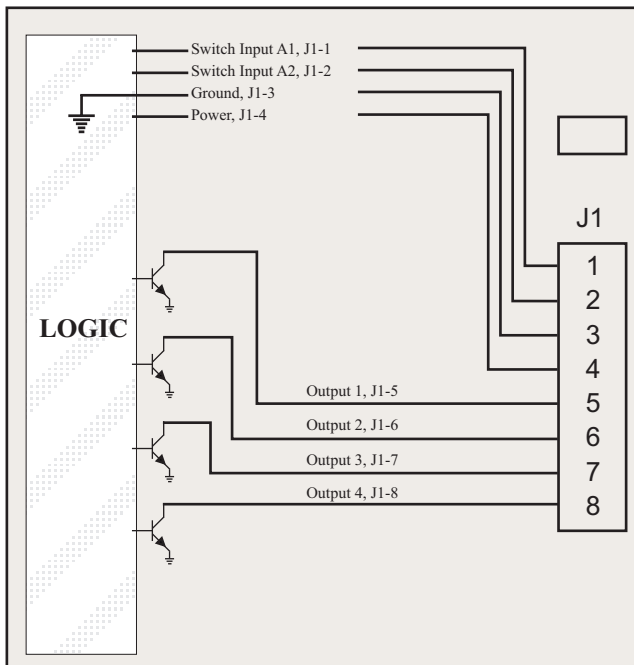 Switch Input A1, J1-1
Switch Input A2, J1-2
Ground, J1-3
Power, J1-4
J1
1
2
3
4
5
6
7
8
LOGIC
Output 1, J1-5
Output 2, J1-6
Output 3, J1-7
Output 4, J1-8